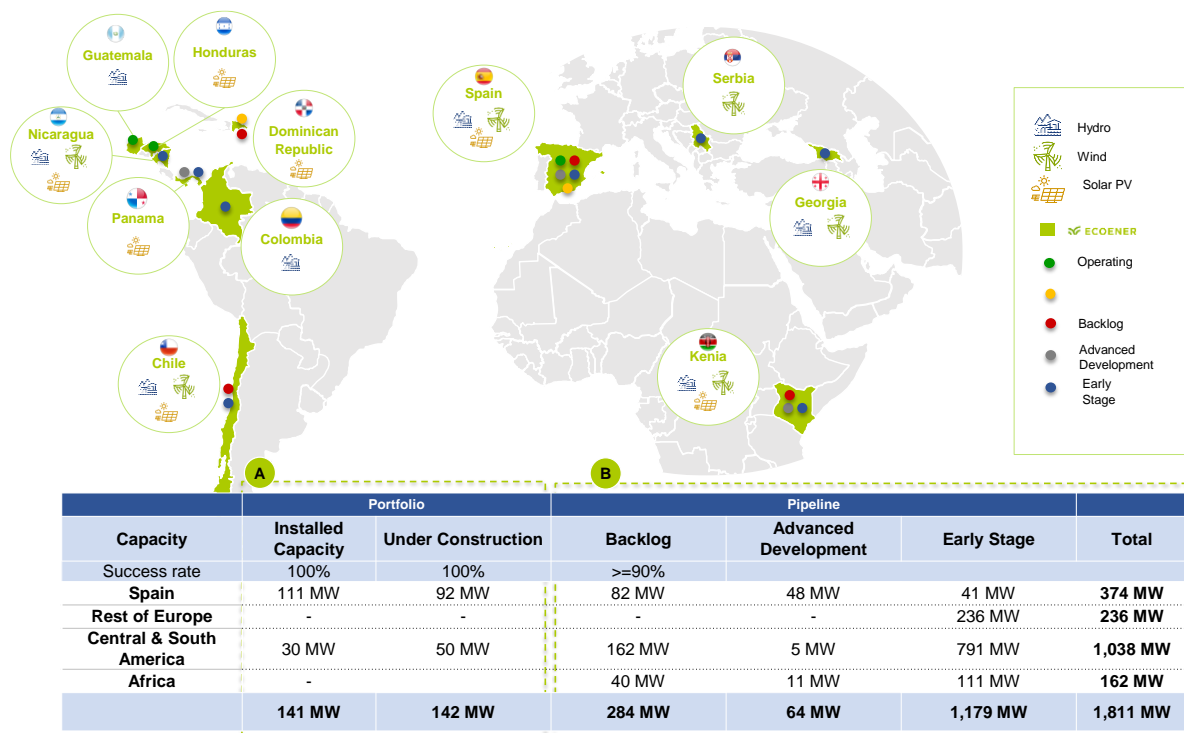 Guatemala
Honduras
Nicaragua
Dominican
Republic
Panama
Colombia
Chile
Spain
Serbia
Georgia
Kenia
Hydro
Wind
Solar PV
ECOENER
Operating
Backlog
Advanced
Development
Early
Stage
A
B
Portfolio Pipeline
Capacity Installed Capacity Under Construction Backlog Advanced Development Early Stage Total
Success rate 100% 100% >=90%
Spain 111 MW 92 MW 82 MW 48 MW 41 MW 374 MW
Rest of Europe - - - - 236 MW 236 MW
Central & South America 30 MW 50 MW 162 MW 5 MW 791 MW 1,038 MW
Africa - 40 MW 11 MW 111 MW 162 MW
141 MW 142 MW 284 MW 64 MW 1,179 MW 1,811 MW